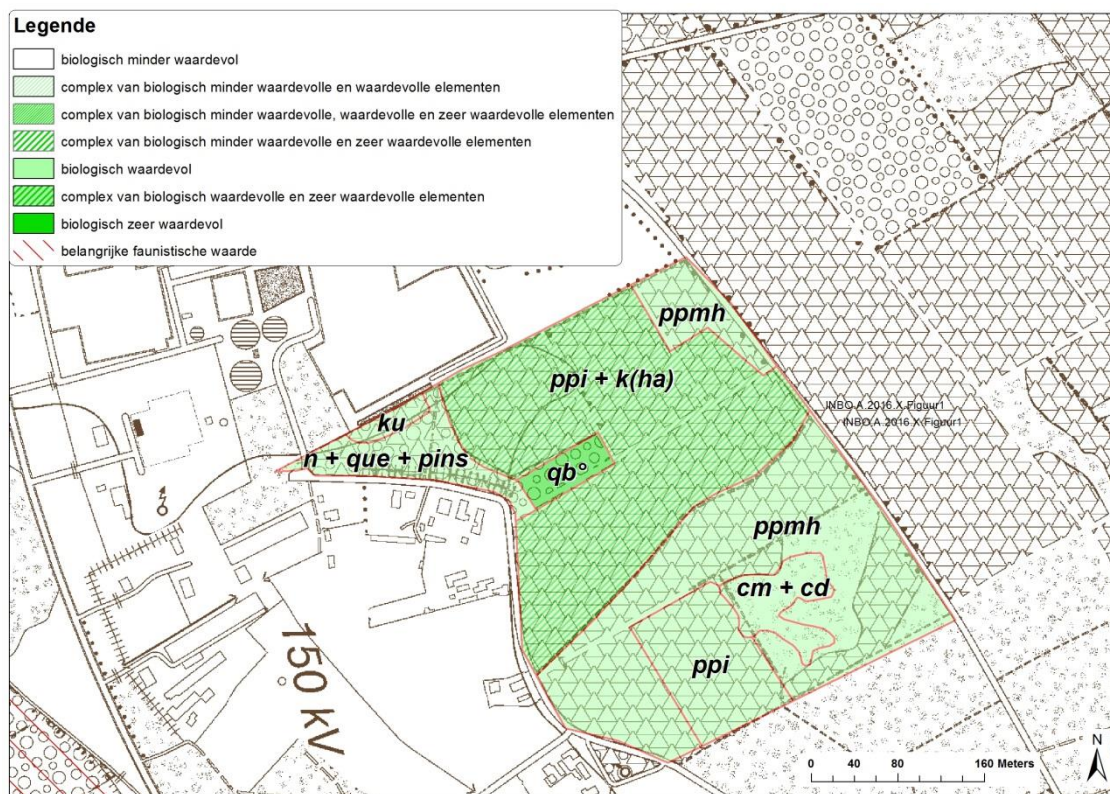 Legende
biologisch minder waardevol
complex van biologisch minder waardevolle en waardevolle elementen
complex van biologisch minder waardevolle, waardevolle en zeer waardevolle elementen
complex van biologisch minder waardevolle en zeer waardevolle elementen
biologisch waardevol
complex van biologisch waardevolle en zeer waardevolle elementen
biologisch zeer waardevol
belangrijke faunistische waarde
ppmh
ppi + k(ha)
INBO.A.2016.X.Figuur1
INBO.A.2016.X.Figuur1
ku
n + que + pins
qb°
ppmh
cm + cd
ppi
150 kV
N
0 40 80 160 Meters